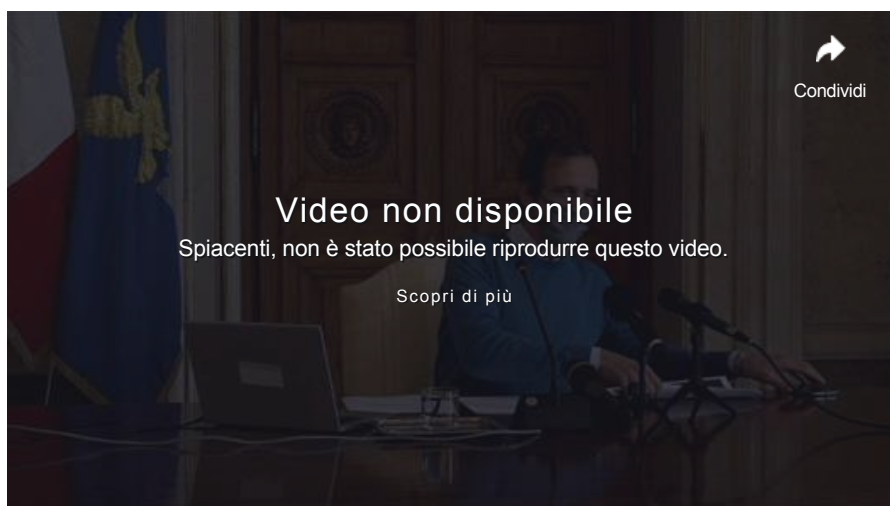 Condividi
Video non disponibile
Spiacenti, non è stato possibile riprodurre questo video.
Scopri di più